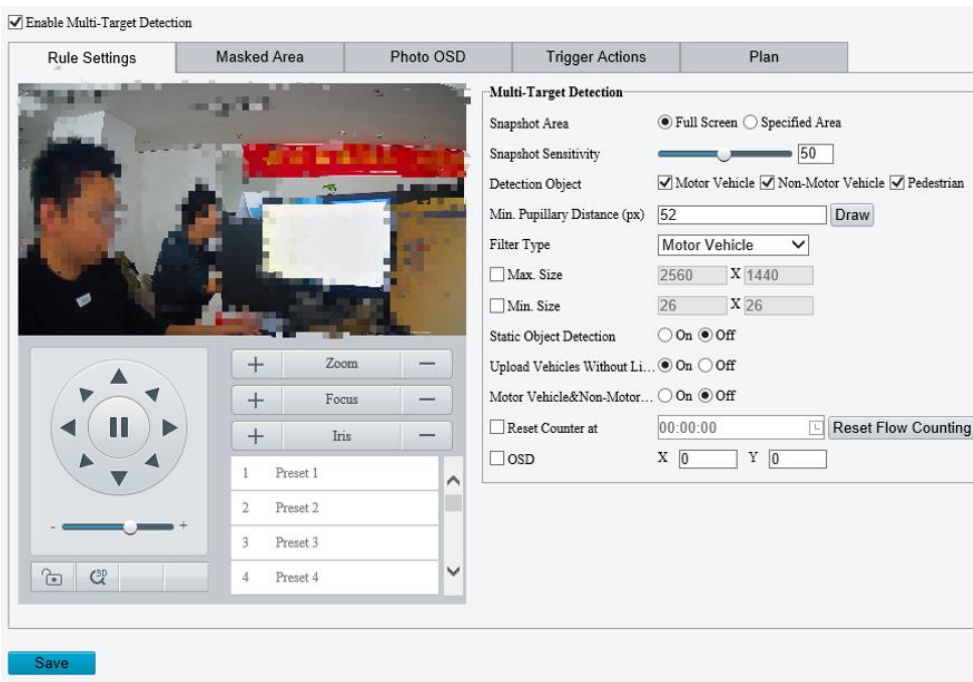 Enable Multi-Target Detection
Rule Settings Masked Area Photo OSD Trigger Actions Plan
Multi-Target Detection
Snapshot Area Full Screen Specified Area
Snapshot Sensitivity 50
Detection Object Motor Vehicle Non-Motor Vehicle Pedestrian
Min. Pupillary Distance (px) 52 Draw
Filter Type Motor Vehicle
Max. Size 2560 X 1440
Min. Size 26 X 26
Static Object Detection On Off
Upload Vehicles Without Li... On Off
Motor Vehicle&Non-Motor... On Off
Reset Counter at 00:00:00 Reset Flow Counting
OSD X 0 Y 0
+ Zoom −
+ Focus −
+ Iris −
1 Preset 1
2 Preset 2
3 Preset 3
4 Preset 4
- +
3D
Save